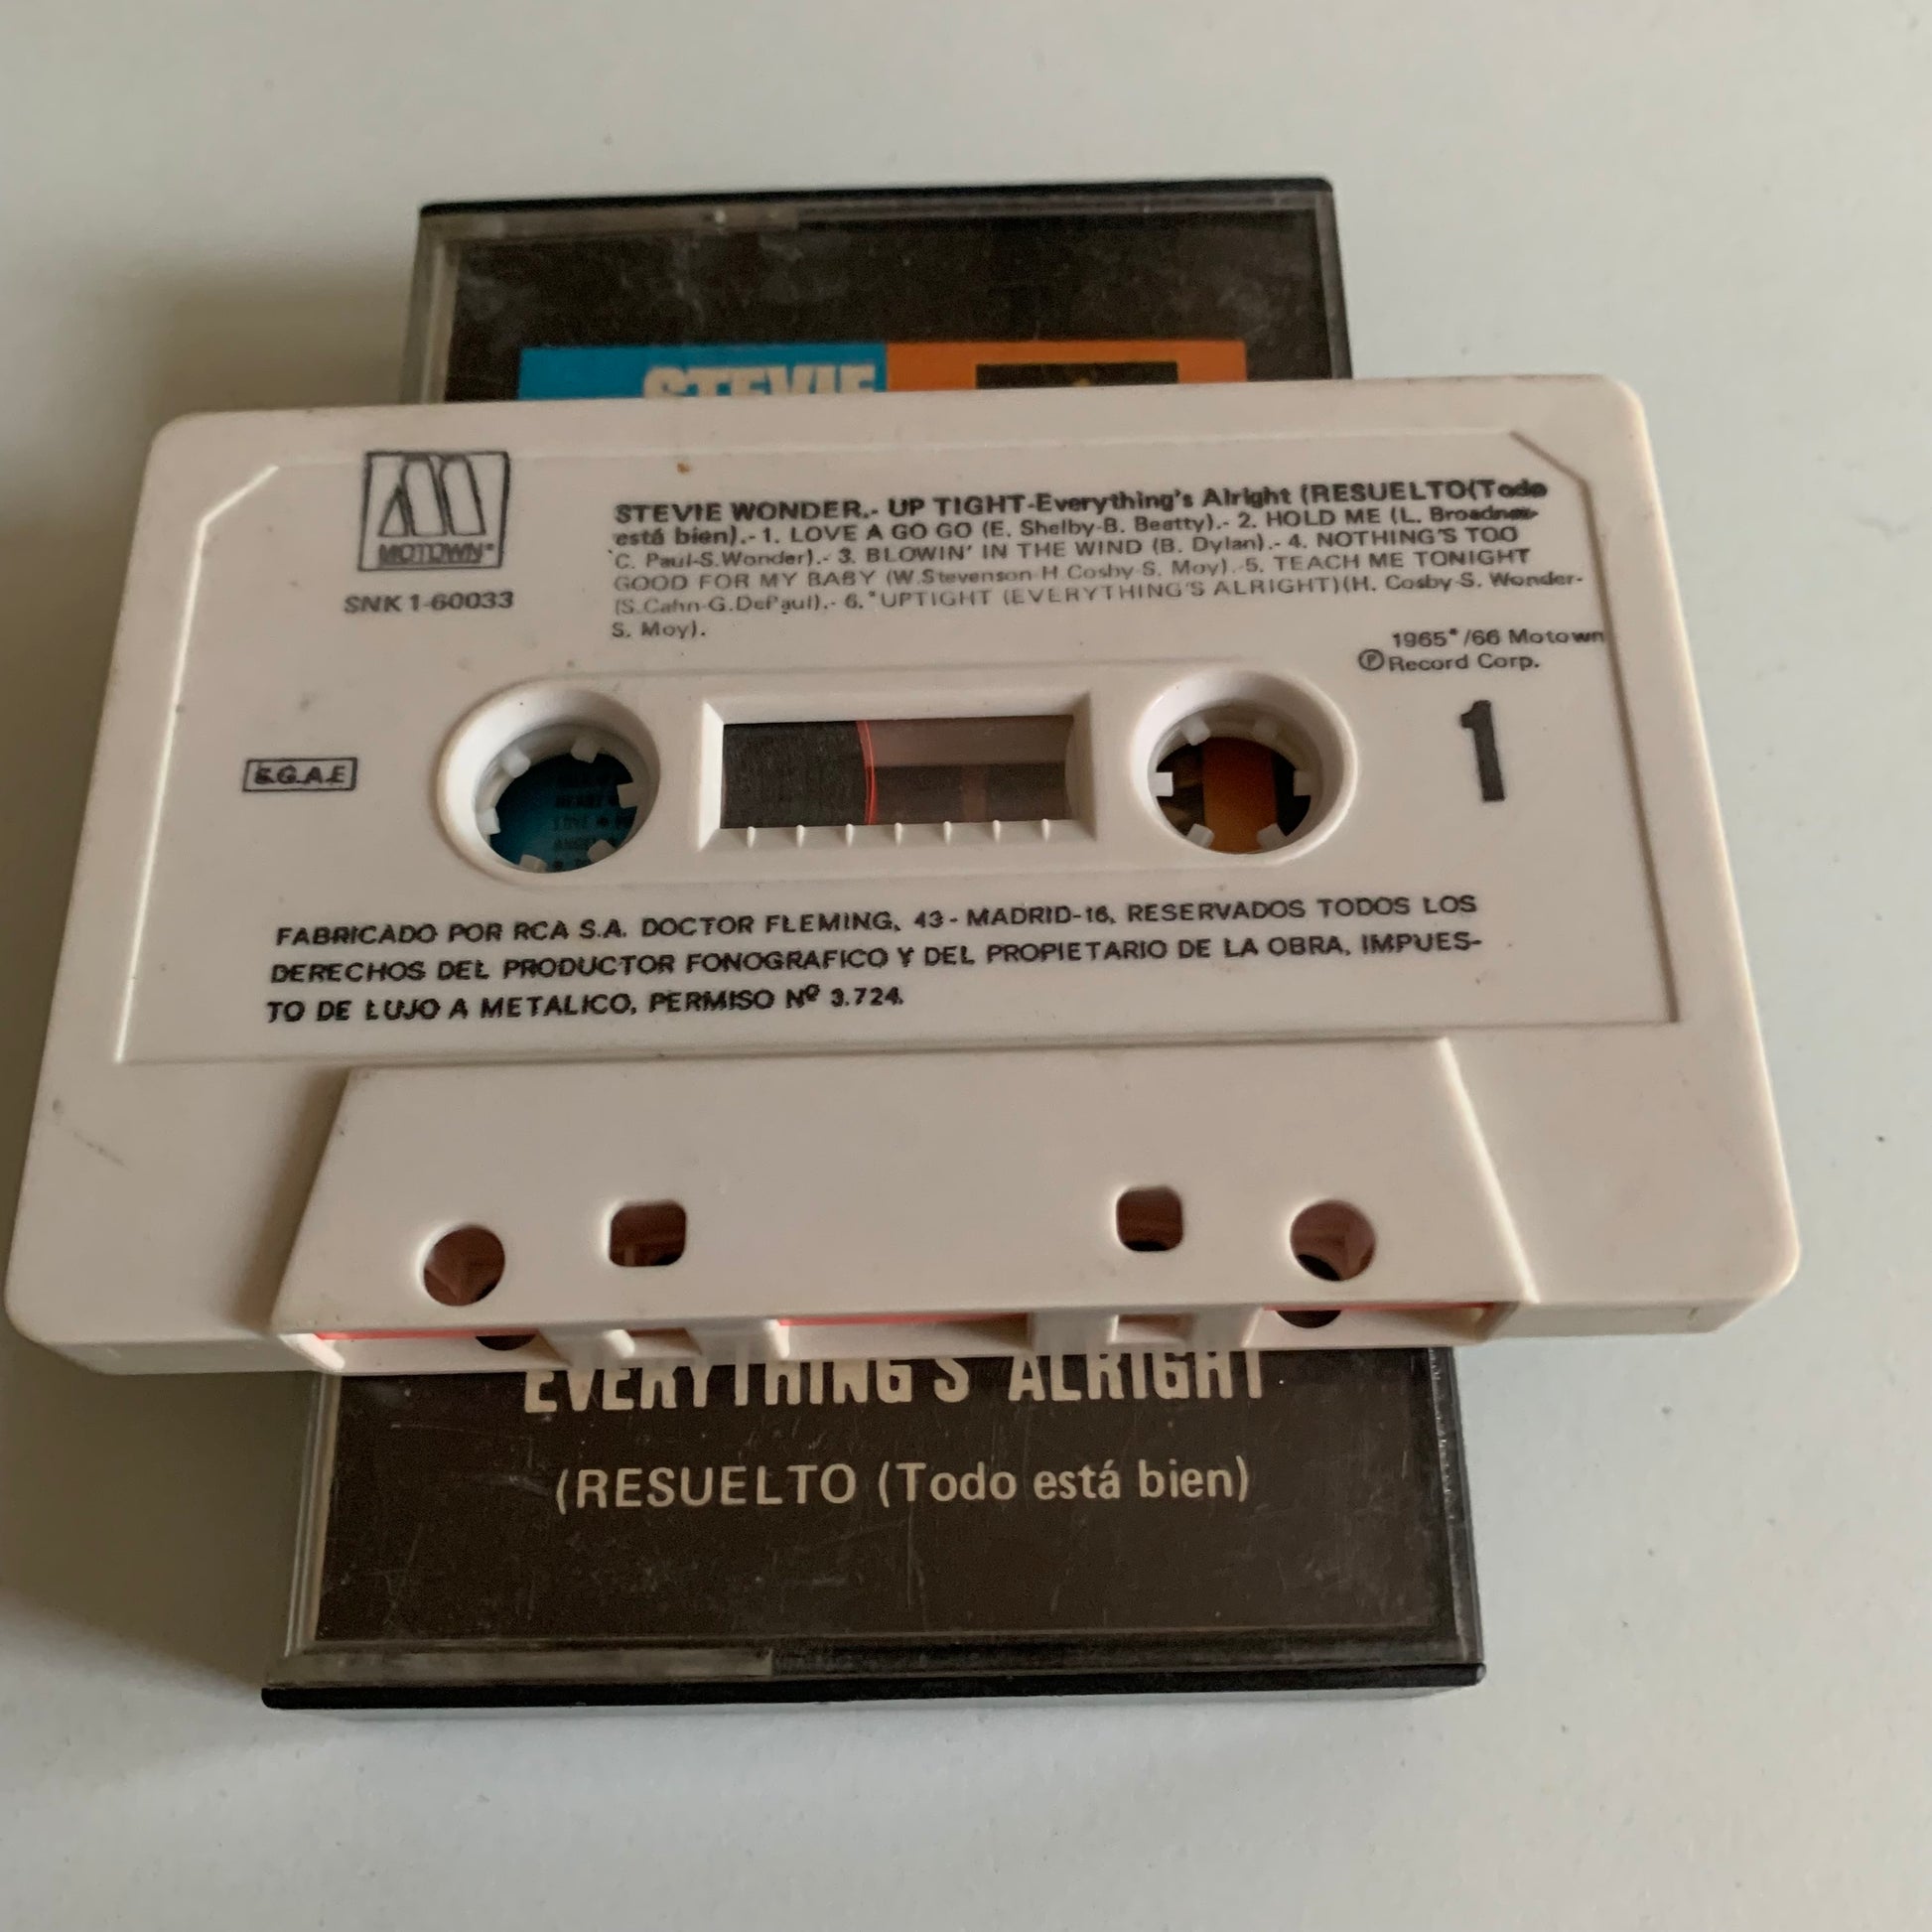 STEVIE
MOTOWN
SNK 1-60033
STEVIE WONDER.- UP TIGHT-Everything's Alright (RESUELTO(Todo
está bien).- 1. LOVE A GO GO (E. Shelby-B. Beatty).- 2. HOLD ME (L. Broadnax-
C. Paul-S.Wonder).- 3. BLOWIN' IN THE WIND (B. Dylan).- 4. NOTHING'S TOO
GOOD FOR MY BABY (W.Stevenson-H.Cosby-S. Moy).-5. TEACH ME TONIGHT
(S.Cahn-G.DePaul).- 6.*UPTIGHT (EVERYTHING'S ALRIGHT)(H. Cosby-S. Wonder-
S. Moy).
1965*/66 Motown
℗ Record Corp.
S.G.A.E
1
FABRICADO POR RCA S.A. DOCTOR FLEMING, 43 - MADRID-16, RESERVADOS TODOS LOS
DERECHOS DEL PRODUCTOR FONOGRAFICO Y DEL PROPIETARIO DE LA OBRA, IMPUES-
TO DE LUJO A METALICO, PERMISO Nº 3.724.
EVERYTHING'S ALRIGHT
(RESUELTO (Todo está bien)